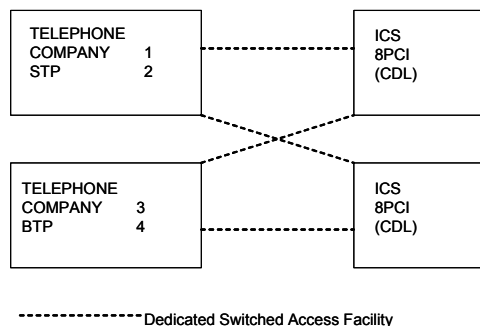 TELEPHONE
COMPANY 1
STP 2
ICS
8PCI
(CDL)
TELEPHONE
COMPANY 3
BTP 4
ICS
8PCI
(CDL)
Dedicated Switched Access Facility